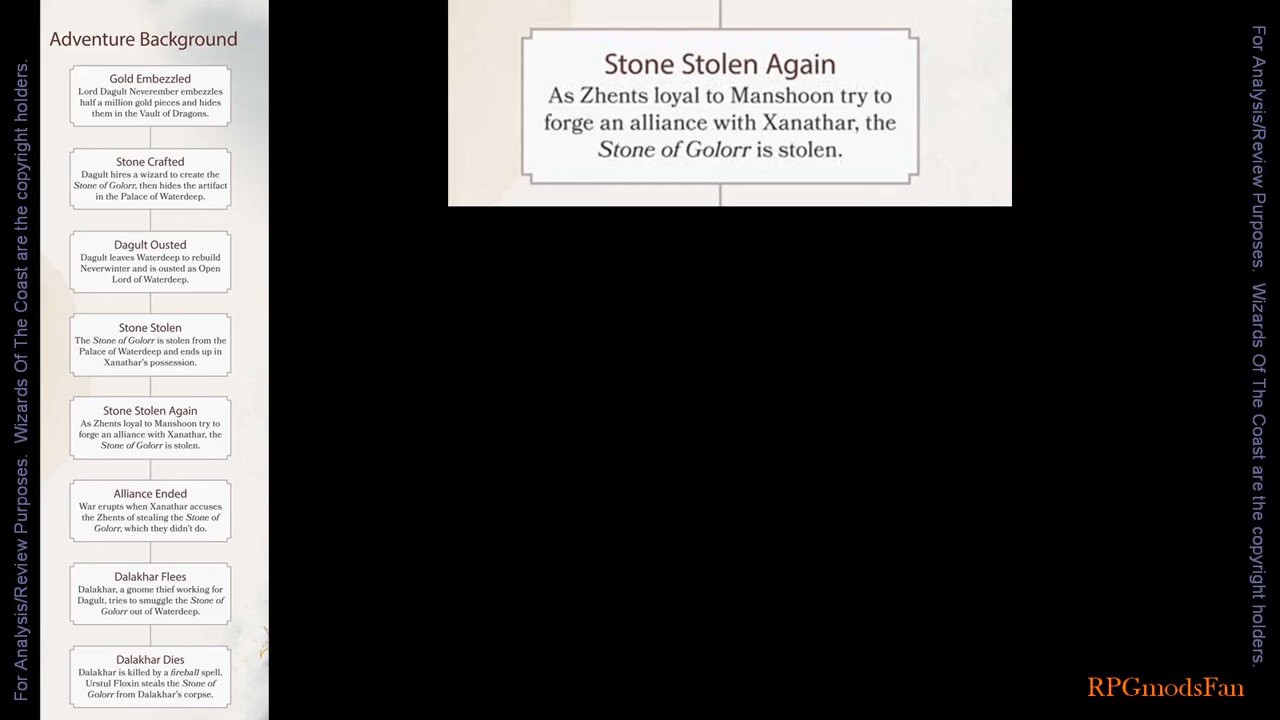 For Analysis/Review Purposes.  Wizards Of The Coast are the copyright holders.
Adventure Background
Gold Embezzled
Lord Dagult Neverember embezzles
half a million gold pieces and hides
them in the Vault of Dragons.
Stone Crafted
Dagult hires a wizard to create the
Stone of Golorr, then hides the artifact
in the Palace of Waterdeep.
Dagult Ousted
Dagult leaves Waterdeep to rebuild
Neverwinter and is ousted as Open
Lord of Waterdeep.
Stone Stolen
The Stone of Golorr is stolen from the
Palace of Waterdeep and ends up in
Xanathar's possession.
Stone Stolen Again
As Zhents loyal to Manshoon try to
forge an alliance with Xanathar, the
Stone of Golorr is stolen.
Alliance Ended
War erupts when Xanathar accuses
the Zhents of stealing the Stone of
Golorr, which they didn't do.
Dalakhar Flees
Dalakhar, a gnome thief working for
Dagult, tries to smuggle the Stone of
Golorr out of Waterdeep.
Dalakhar Dies
Dalakhar is killed by a fireball spell.
Urstul Floxin steals the Stone of
Golorr from Dalakhar's corpse.
Stone Stolen Again
As Zhents loyal to Manshoon try to
forge an alliance with Xanathar, the
Stone of Golorr is stolen.
For Analysis/Review Purposes.  Wizards Of The Coast are the copyright holders.
RPGmodsFan